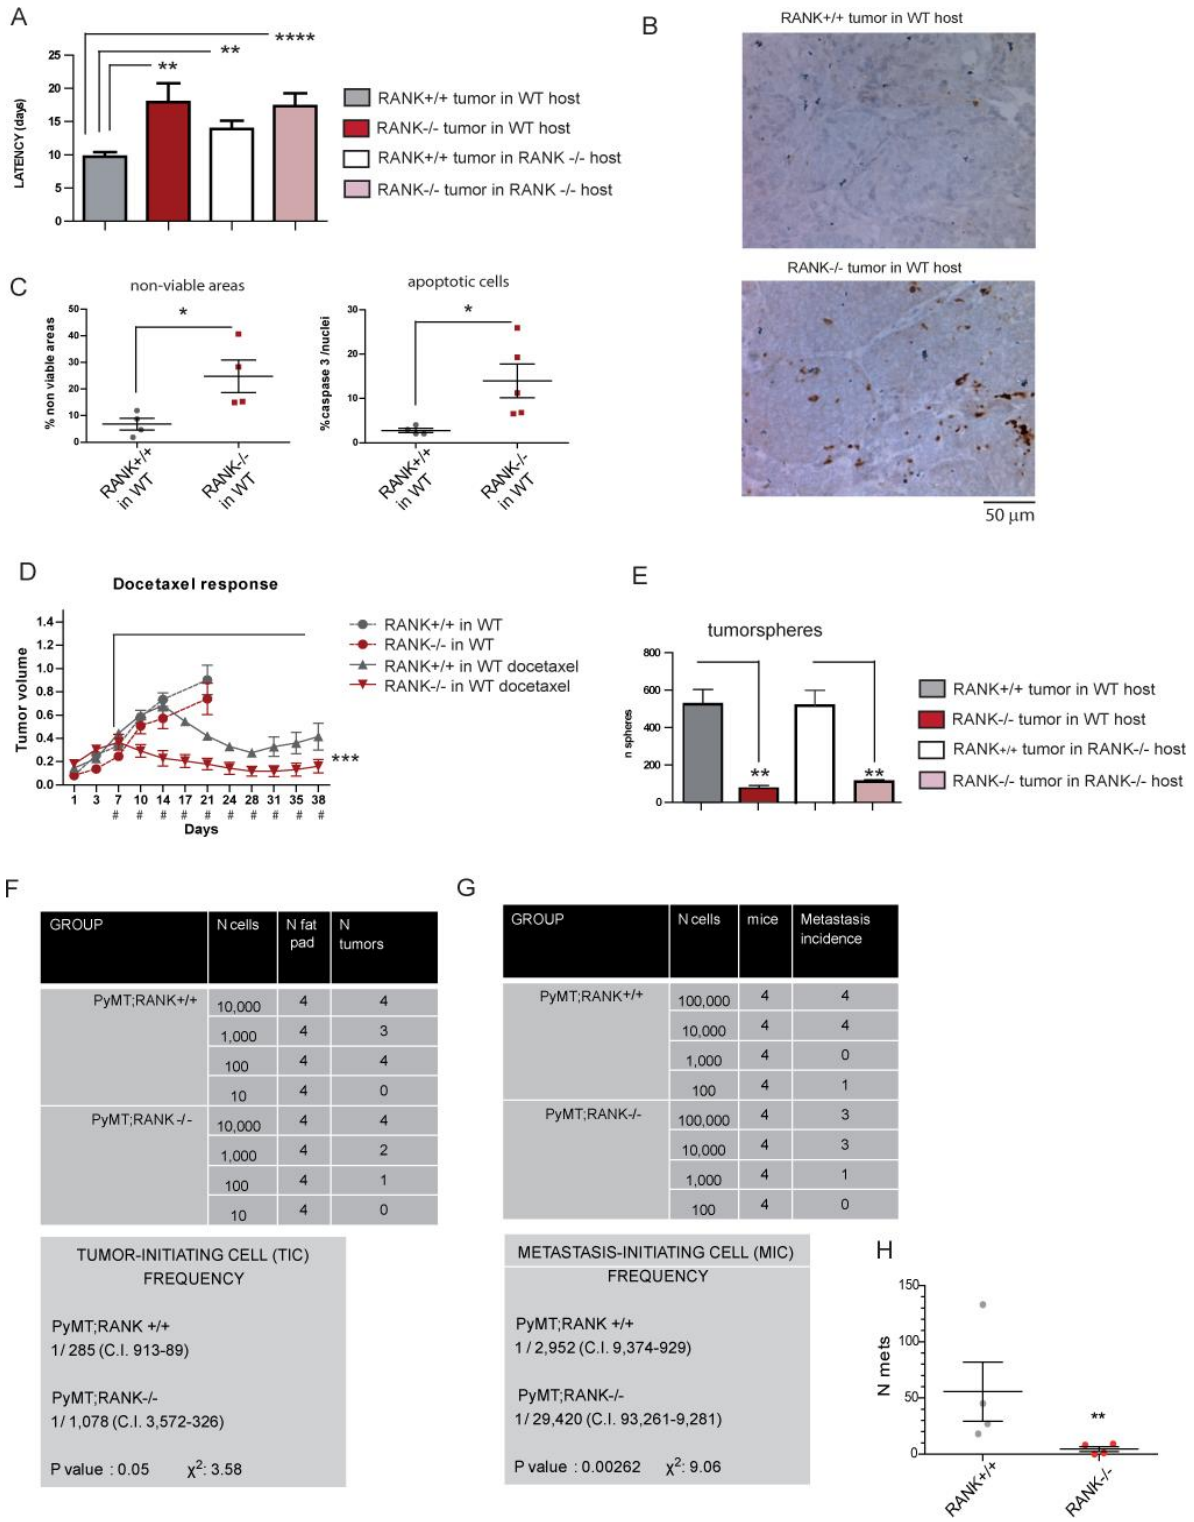 A
LATENCY (days)
25
20
15
10
5
0
**
**
****
RANK+/+ tumor in WT host
RANK-/- tumor in WT host
RANK+/+ tumor in RANK -/- host
RANK-/- tumor in RANK -/- host
B
RANK+/+ tumor in WT host
RANK-/- tumor in WT host
50 μm
C
non-viable areas
% non viable areas
50
40
30
20
10
0
*
RANK+/+
in WT
RANK-/-
in WT
apoptotic cells
%caspase 3 /nuclei
30
20
10
0
*
RANK+/+
in WT
RANK-/-
in WT
D
Docetaxel response
Tumor volume
1.4
1.2
1.0
0.8
0.6
0.4
0.2
0.0
1 3 7 10 14 17 21 24 28 31 35 38
# # # # # # # # # #
Days
***
RANK+/+ in WT
RANK-/- in WT
RANK+/+ in WT docetaxel
RANK-/- in WT docetaxel
E
tumorspheres
n spheres
800
600
400
200
0
**
**
RANK+/+ tumor in WT host
RANK-/- tumor in WT host
RANK+/+ tumor in RANK-/- host
RANK-/- tumor in RANK-/- host
F
GROUP N cells N fat pad N tumors
PyMT;RANK+/+ 10,000 4 4
1,000 4 3
100 4 4
10 4 0
PyMT;RANK-/- 10,000 4 4
1,000 4 2
100 4 1
10 4 0
TUMOR-INITIATING CELL (TIC)
FREQUENCY
PyMT;RANK +/+
1/ 285 (C.I. 913-89)
PyMT;RANK-/-
1/ 1,078 (C.I. 3,572-326)
P value : 0.05 χ²: 3.58
G
GROUP N cells mice Metastasis incidence
PyMT;RANK+/+ 100,000 4 4
10,000 4 4
1,000 4 0
100 4 1
PyMT;RANK-/- 100,000 4 3
10,000 4 3
1,000 4 1
100 4 0
METASTASIS-INITIATING CELL (MIC)
FREQUENCY
PyMT;RANK +/+
1 / 2,952 (C.I. 9,374-929)
PyMT;RANK-/-
1/ 29,420 (C.I. 93,261-9,281)
P value : 0.00262 χ²: 9.06
H
N mets
150
100
50
0
**
RANK+/+
RANK-/-